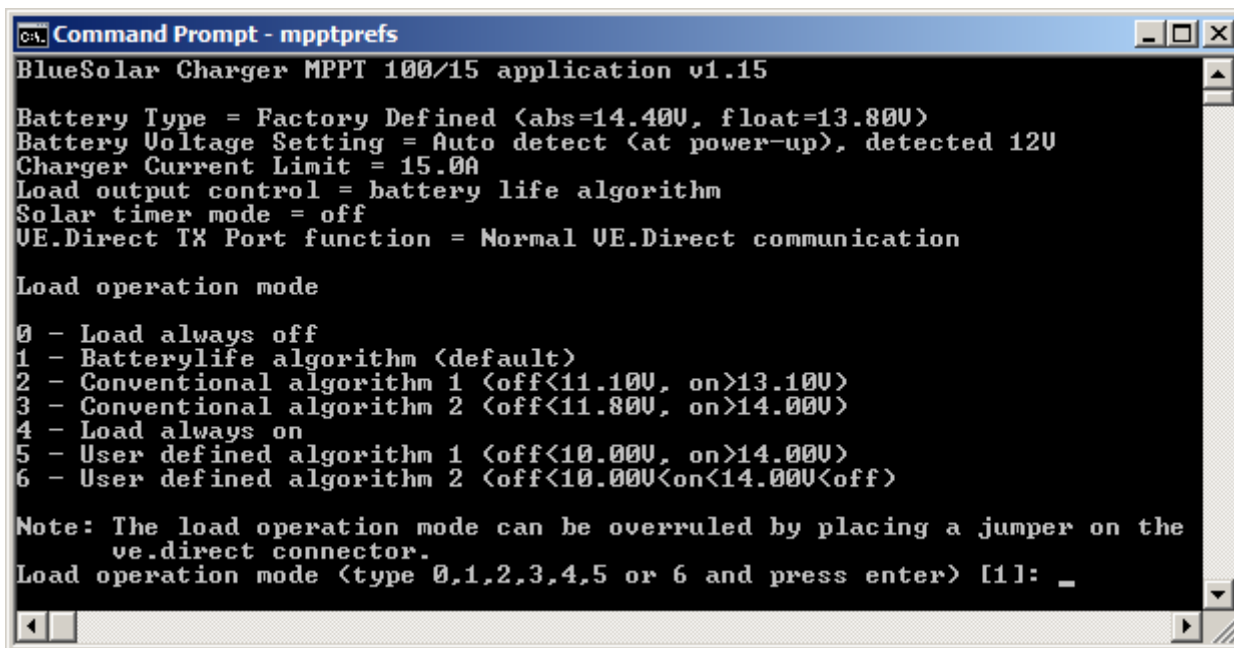 Command Prompt - mpptprefs
BlueSolar Charger MPPT 100/15 application v1.15
Battery Type = Factory Defined (abs=14.40V, float=13.80V)
Battery Voltage Setting = Auto detect (at power-up), detected 12V
Charger Current Limit = 15.0A
Load output control = battery life algorithm
Solar timer mode = off
VE.Direct TX Port function = Normal VE.Direct communication
Load operation mode
0 - Load always off
1 - Batterylife algorithm (default)
2 - Conventional algorithm 1 (off<11.10V, on>13.10V)
3 - Conventional algorithm 2 (off<11.80V, on>14.00V)
4 - Load always on
5 - User defined algorithm 1 (off<10.00V, on>14.00V)
6 - User defined algorithm 2 (off<10.00V<on<14.00V<off)
Note: The load operation mode can be overruled by placing a jumper on the
ve.direct connector.
Load operation mode (type 0,1,2,3,4,5 or 6 and press enter) [1]: _